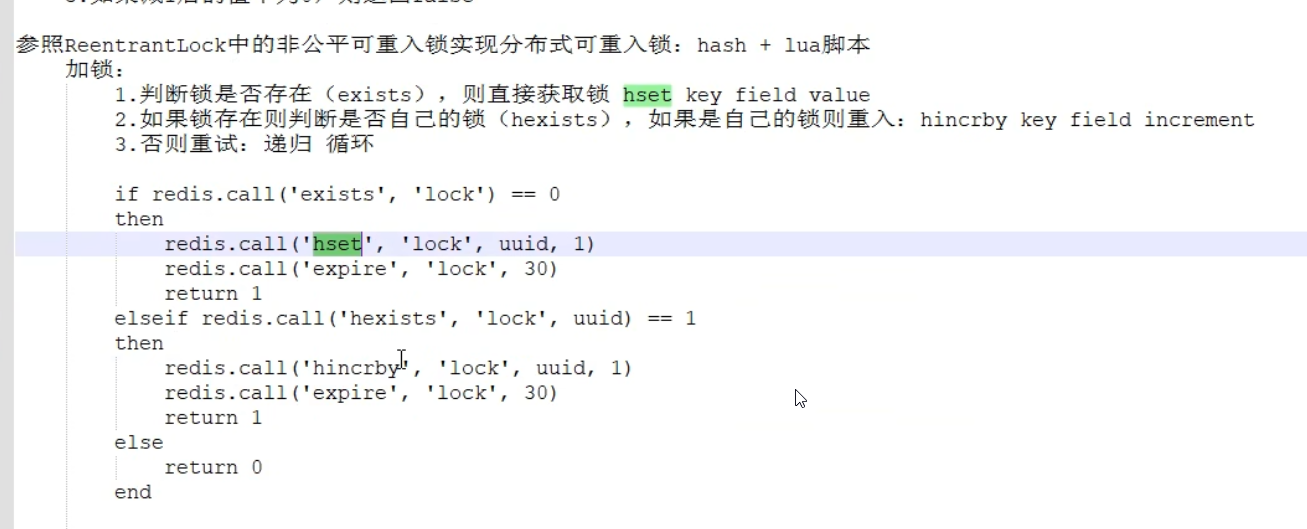 参照ReentrantLock中的非公平可重入锁实现分布式可重入锁：hash + lua脚本
加锁：
1.判断锁是否存在（exists），则直接获取锁 hset key field value
2.如果锁存在则判断是否自己的锁（hexists），如果是自己的锁则重入：hincrby key field increment
3.否则重试：递归 循环
if redis.call('exists', 'lock') == 0
then
redis.call('hset', 'lock', uuid, 1)
redis.call('expire', 'lock', 30)
return 1
elseif redis.call('hexists', 'lock', uuid) == 1
then
redis.call('hincrby', 'lock', uuid, 1)
redis.call('expire', 'lock', 30)
return 1
else
return 0
end